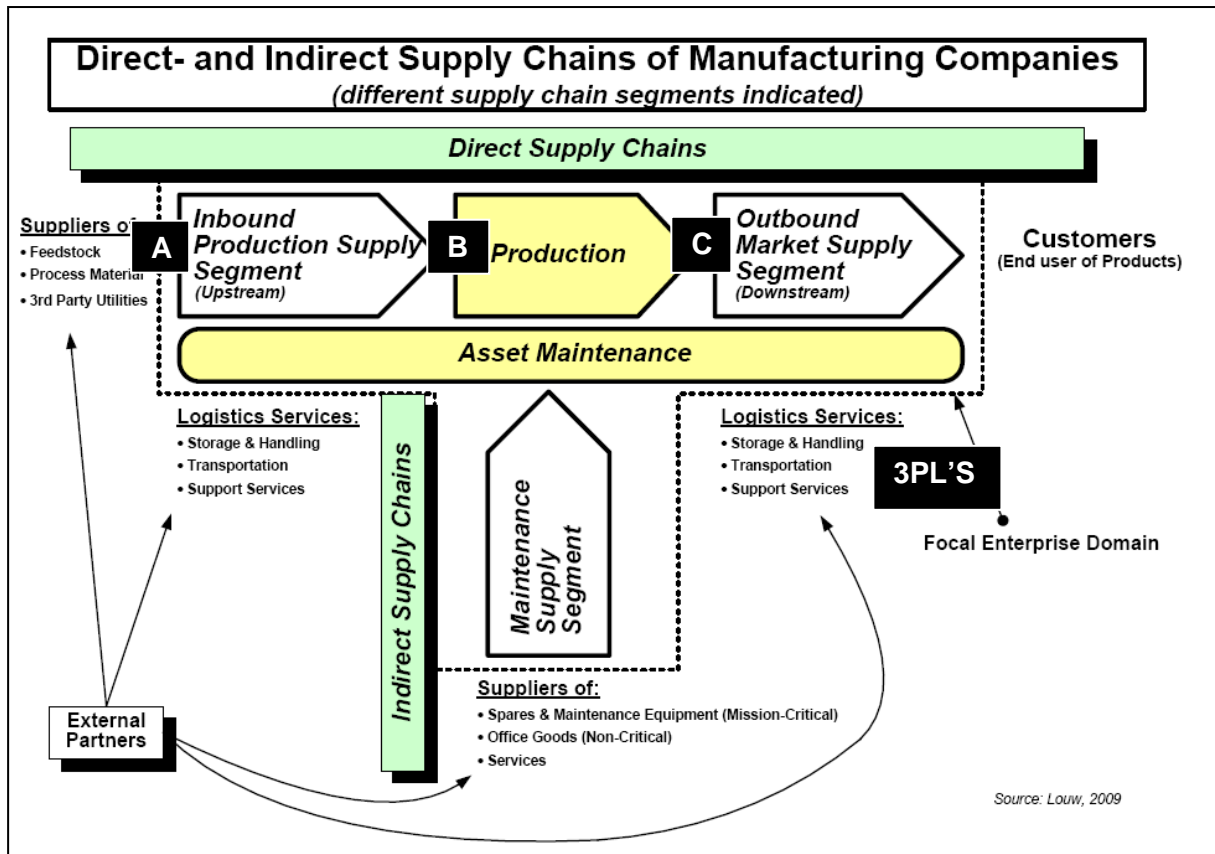 Direct- and Indirect Supply Chains of Manufacturing Companies
(different supply chain segments indicated)
Direct Supply Chains
Suppliers of
• Feedstock
• Process Material
• 3rd Party Utilities
A
Inbound
Production Supply
Segment
(Upstream)
B
Production
C
Outbound
Market Supply
Segment
(Downstream)
Customers
(End user of Products)
Asset Maintenance
Logistics Services:
• Storage & Handling
• Transportation
• Support Services
Indirect Supply Chains
Maintenance
Supply
Segment
Logistics Services:
• Storage & Handling
• Transportation
• Support Services
3PL'S
Focal Enterprise Domain
Suppliers of:
• Spares & Maintenance Equipment (Mission-Critical)
• Office Goods (Non-Critical)
• Services
External
Partners
Source: Louw, 2009